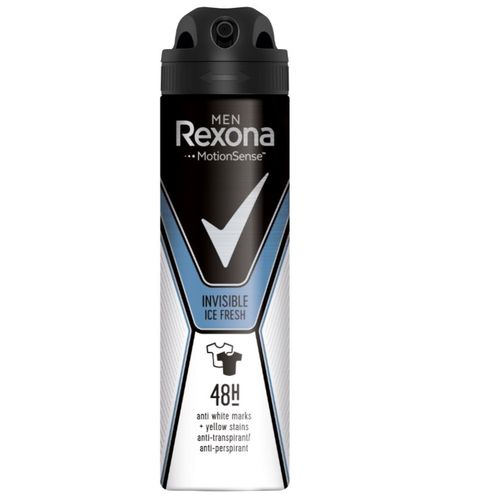 MEN
Rexona
MotionSense™
INVISIBLE
ICE FRESH
48H
anti white marks
+ yellow stains
anti-transpirant/
anti-perspirant